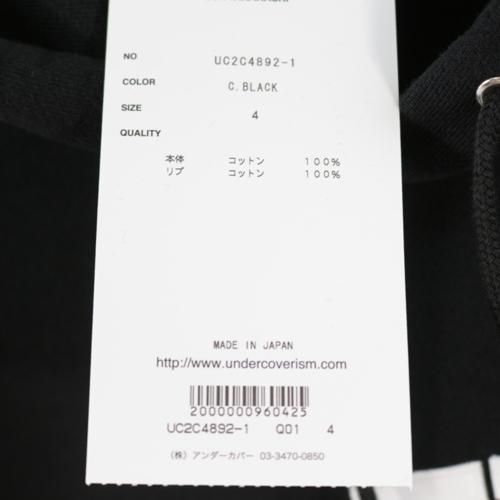 NO UC2C4892-1
COLOR C.BLACK
SIZE 4
QUALITY
本体 コットン 100%
リブ コットン 100%
MADE IN JAPAN
http://www.undercoverism.com
2000000960425
UC2C4892-1 Q01 4
(株) アンダーカバー 03-3470-0850